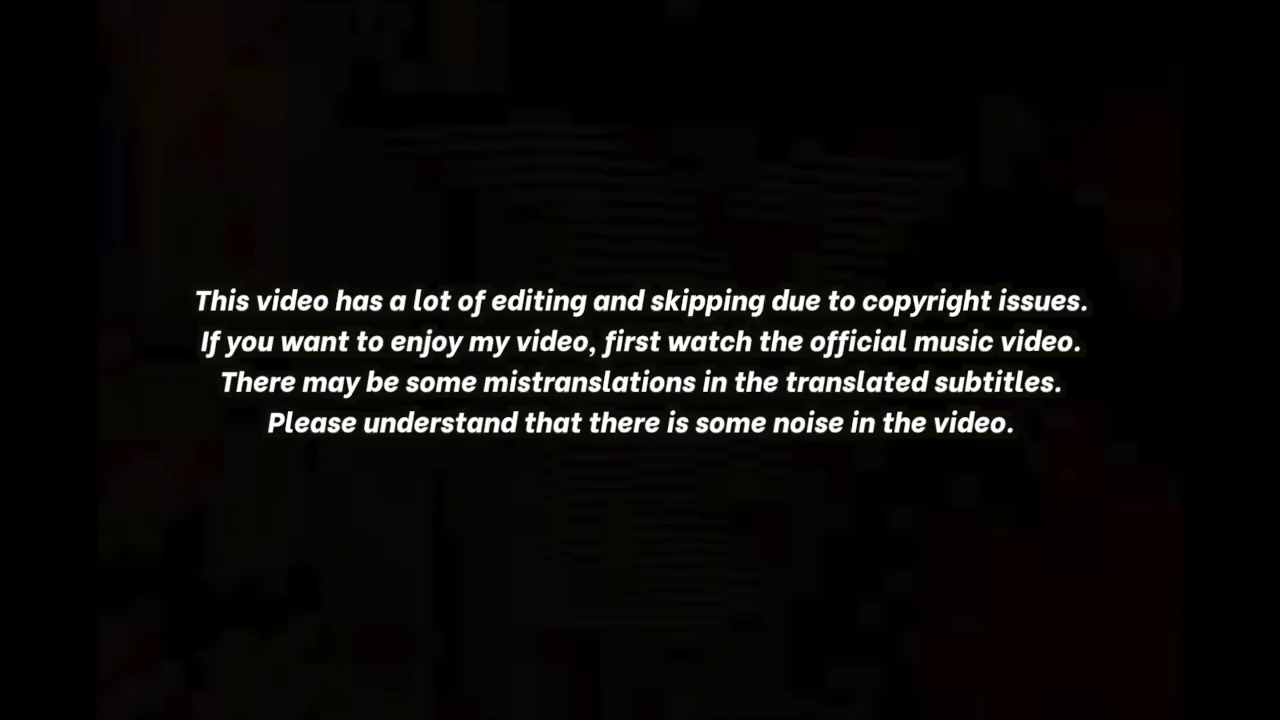 This video has a lot of editing and skipping due to copyright issues.
If you want to enjoy my video, first watch the official music video.
There may be some mistranslations in the translated subtitles.
Please understand that there is some noise in the video.